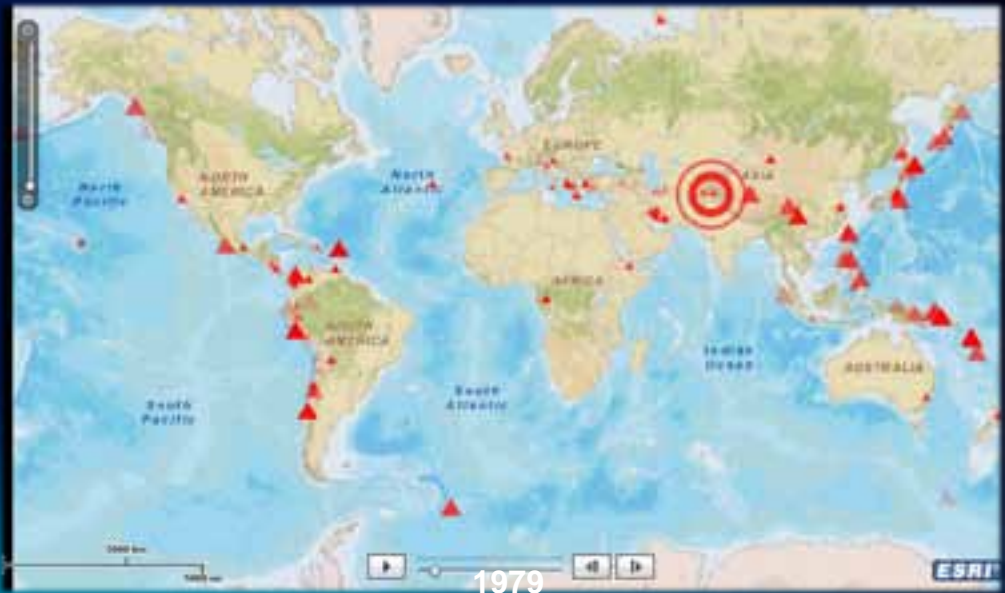 EUROPE
ASIA
NORTH
AMERICA
North
Pacific
North
Atlantic
AFRICA
SOUTH
AMERICA
Indian
Ocean
AUSTRALIA
South
Pacific
South
Atlantic
1979
ESRI